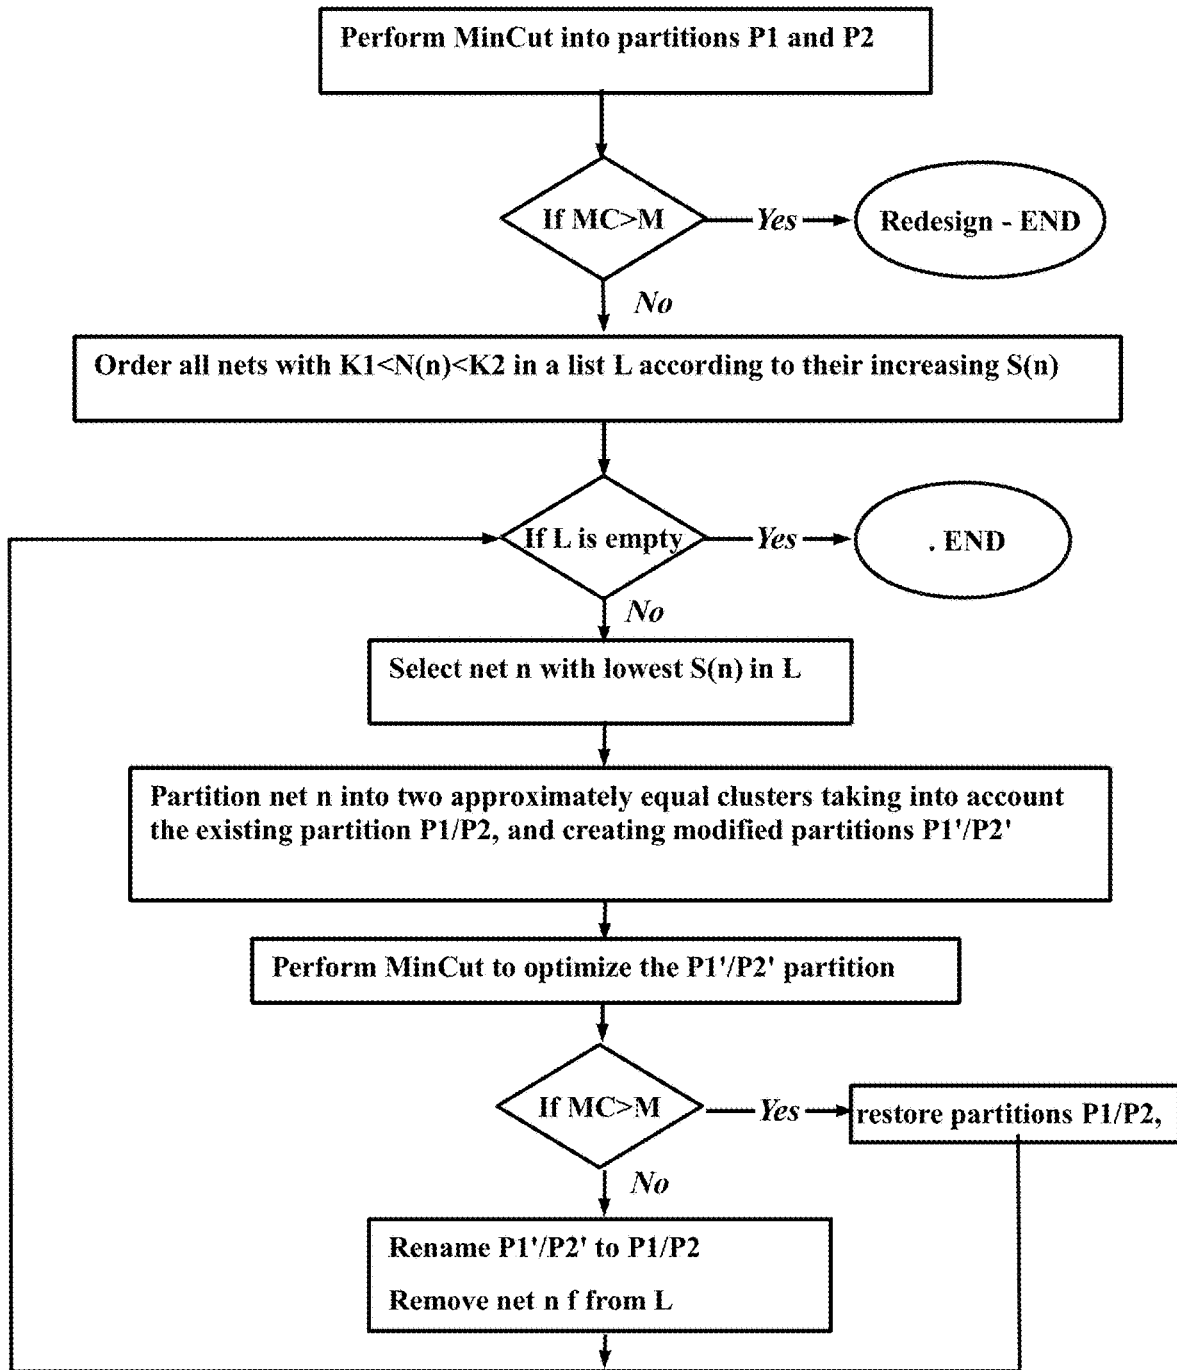 Perform MinCut into partitions P1 and P2
If MC>M
Yes
Redesign - END
No
Order all nets with K1<N(n)<K2 in a list L according to their increasing S(n)
If L is empty
Yes
. END
No
Select net n with lowest S(n) in L
Partition net n into two approximately equal clusters taking into account
the existing partition P1/P2, and creating modified partitions P1'/P2'
Perform MinCut to optimize the P1'/P2' partition
If MC>M
Yes
restore partitions P1/P2,
No
Rename P1'/P2' to P1/P2
Remove net n f from L